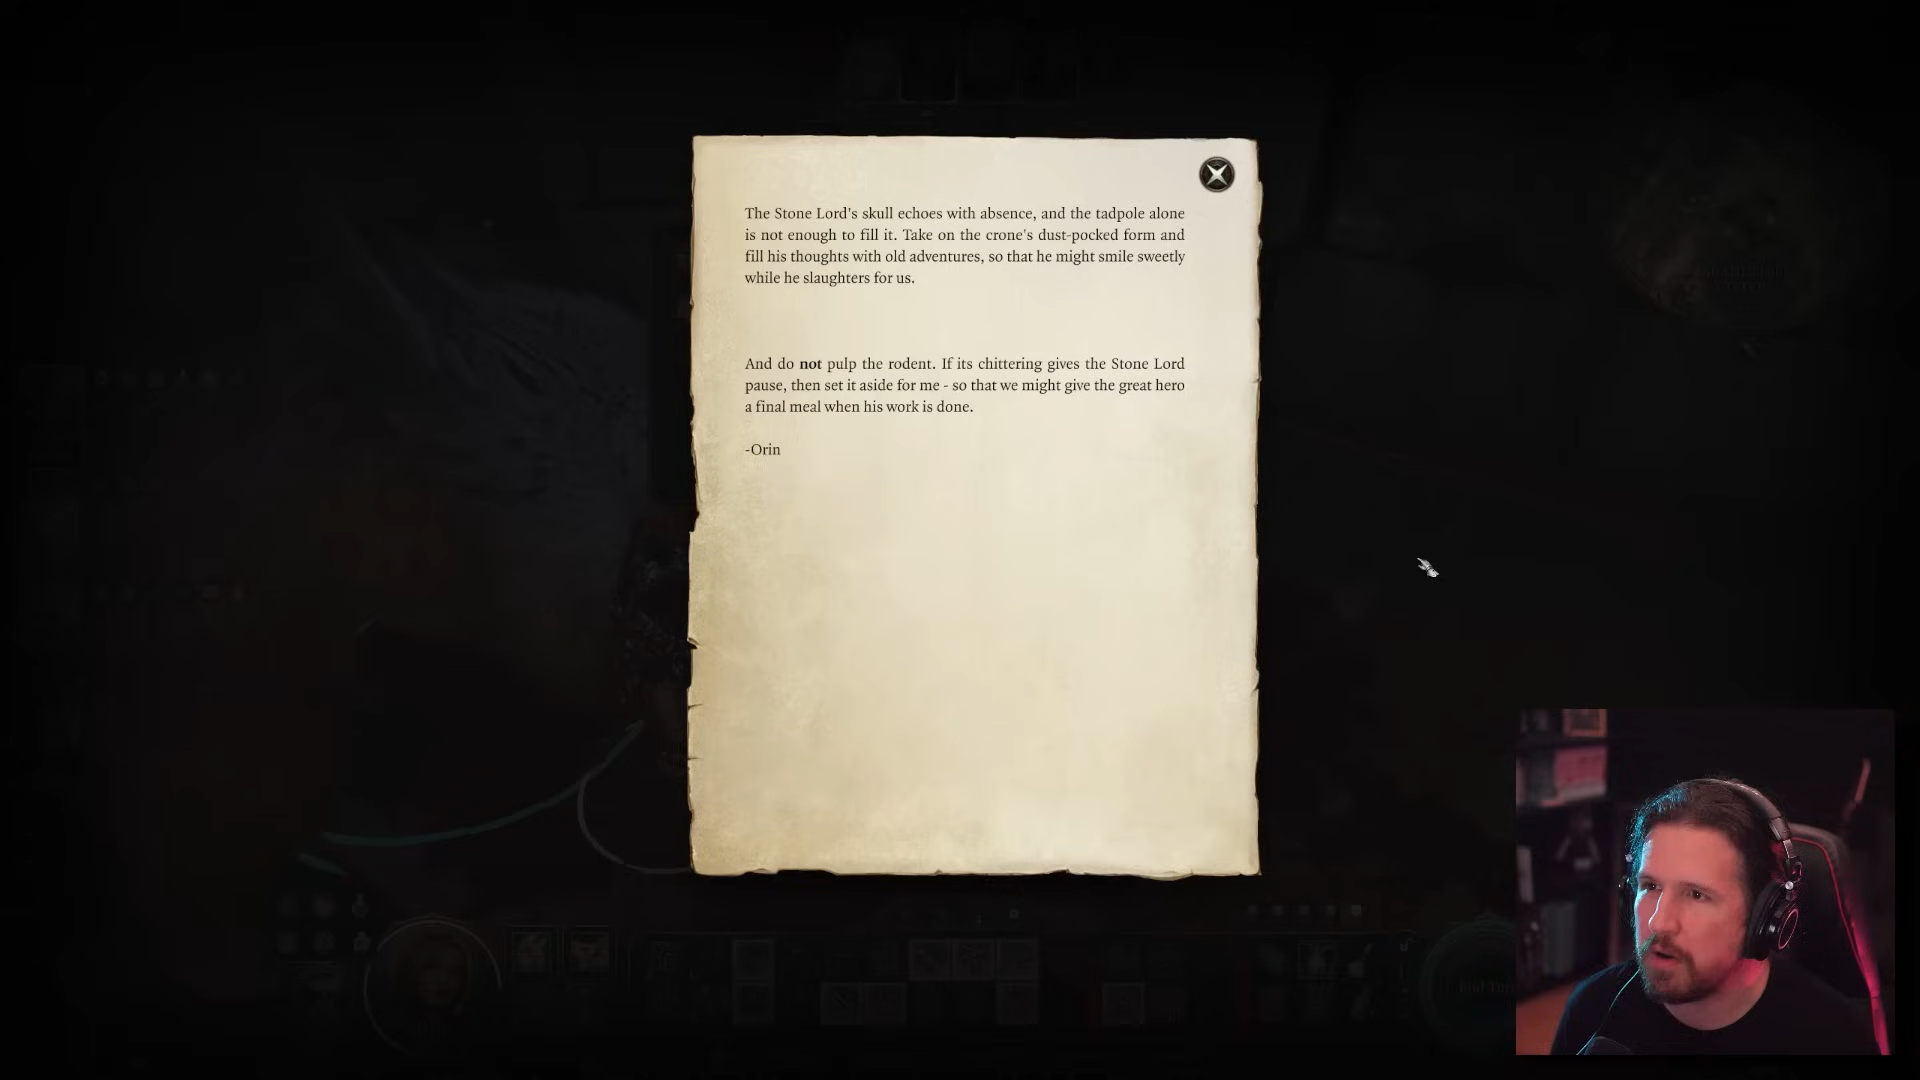 The Stone Lord's skull echoes with absence, and the tadpole alone
is not enough to fill it. Take on the crone's dust-pocked form and
fill his thoughts with old adventures, so that he might smile sweetly
while he slaughters for us.
And do not pulp the rodent. If its chittering gives the Stone Lord
pause, then set it aside for me - so that we might give the great hero
a final meal when his work is done.
-Orin